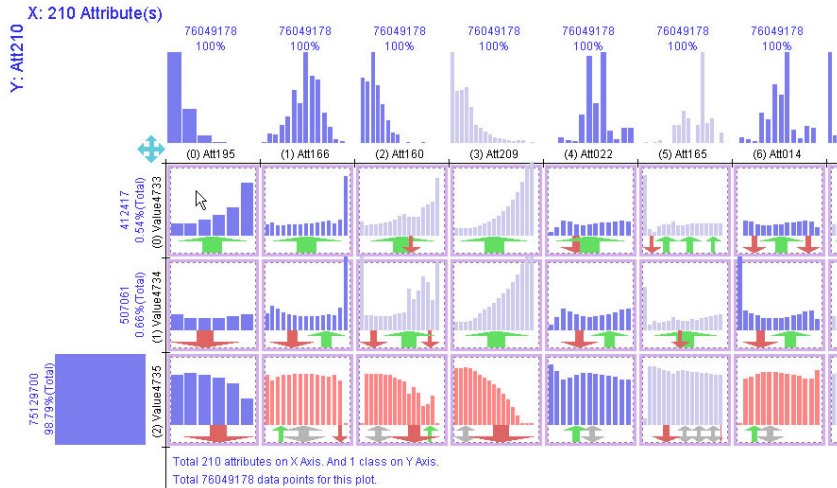 X: 210 Attribute(s)
Y: Att210
76049178 76049178 76049178 76049178 76049178 76049178 76049178
100% 100% 100% 100% 100% 100% 100%
(0) Att195 (1) Att166 (2) Att160 (3) Att209 (4) Att022 (5) Att165 (6) Att014
412417
0.54%(Total)
(0) Value4733
507061
0.66%(Total)
(1) Value4734
75129700
98.79%(Total)
(2) Value4735
Total 210 attributes on X Axis. And 1 class on Y Axis.
Total 76049178 data points for this plot.